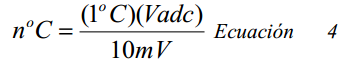 n°C = (1°C)(Vadc) / 10mV Ecuación 4